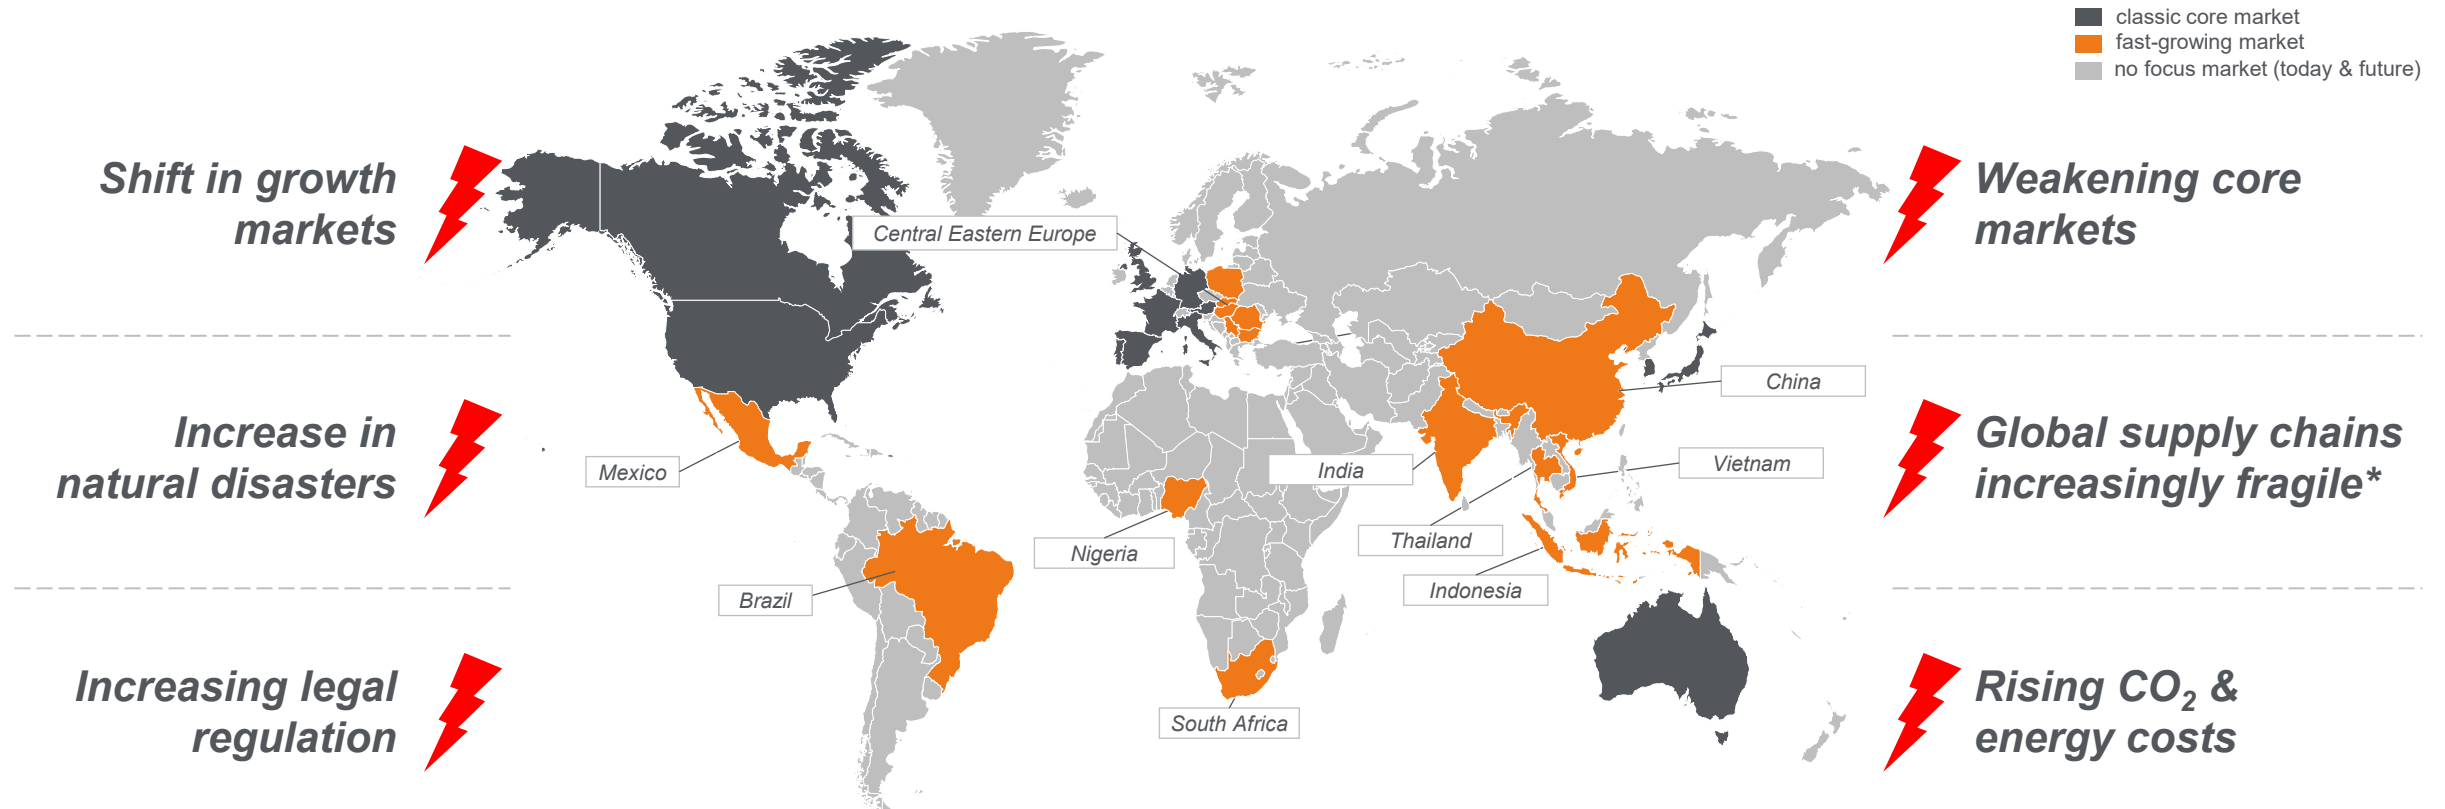 classic core market
fast-growing market
no focus market (today & future)
Shift in growth
markets
Weakening core
markets
Central Eastern Europe
China
Increase in
natural disasters
Global supply chains
increasingly fragile*
Mexico
India
Vietnam
Nigeria
Thailand
Brazil
Indonesia
Increasing legal
regulation
South Africa
Rising CO₂ &
energy costs